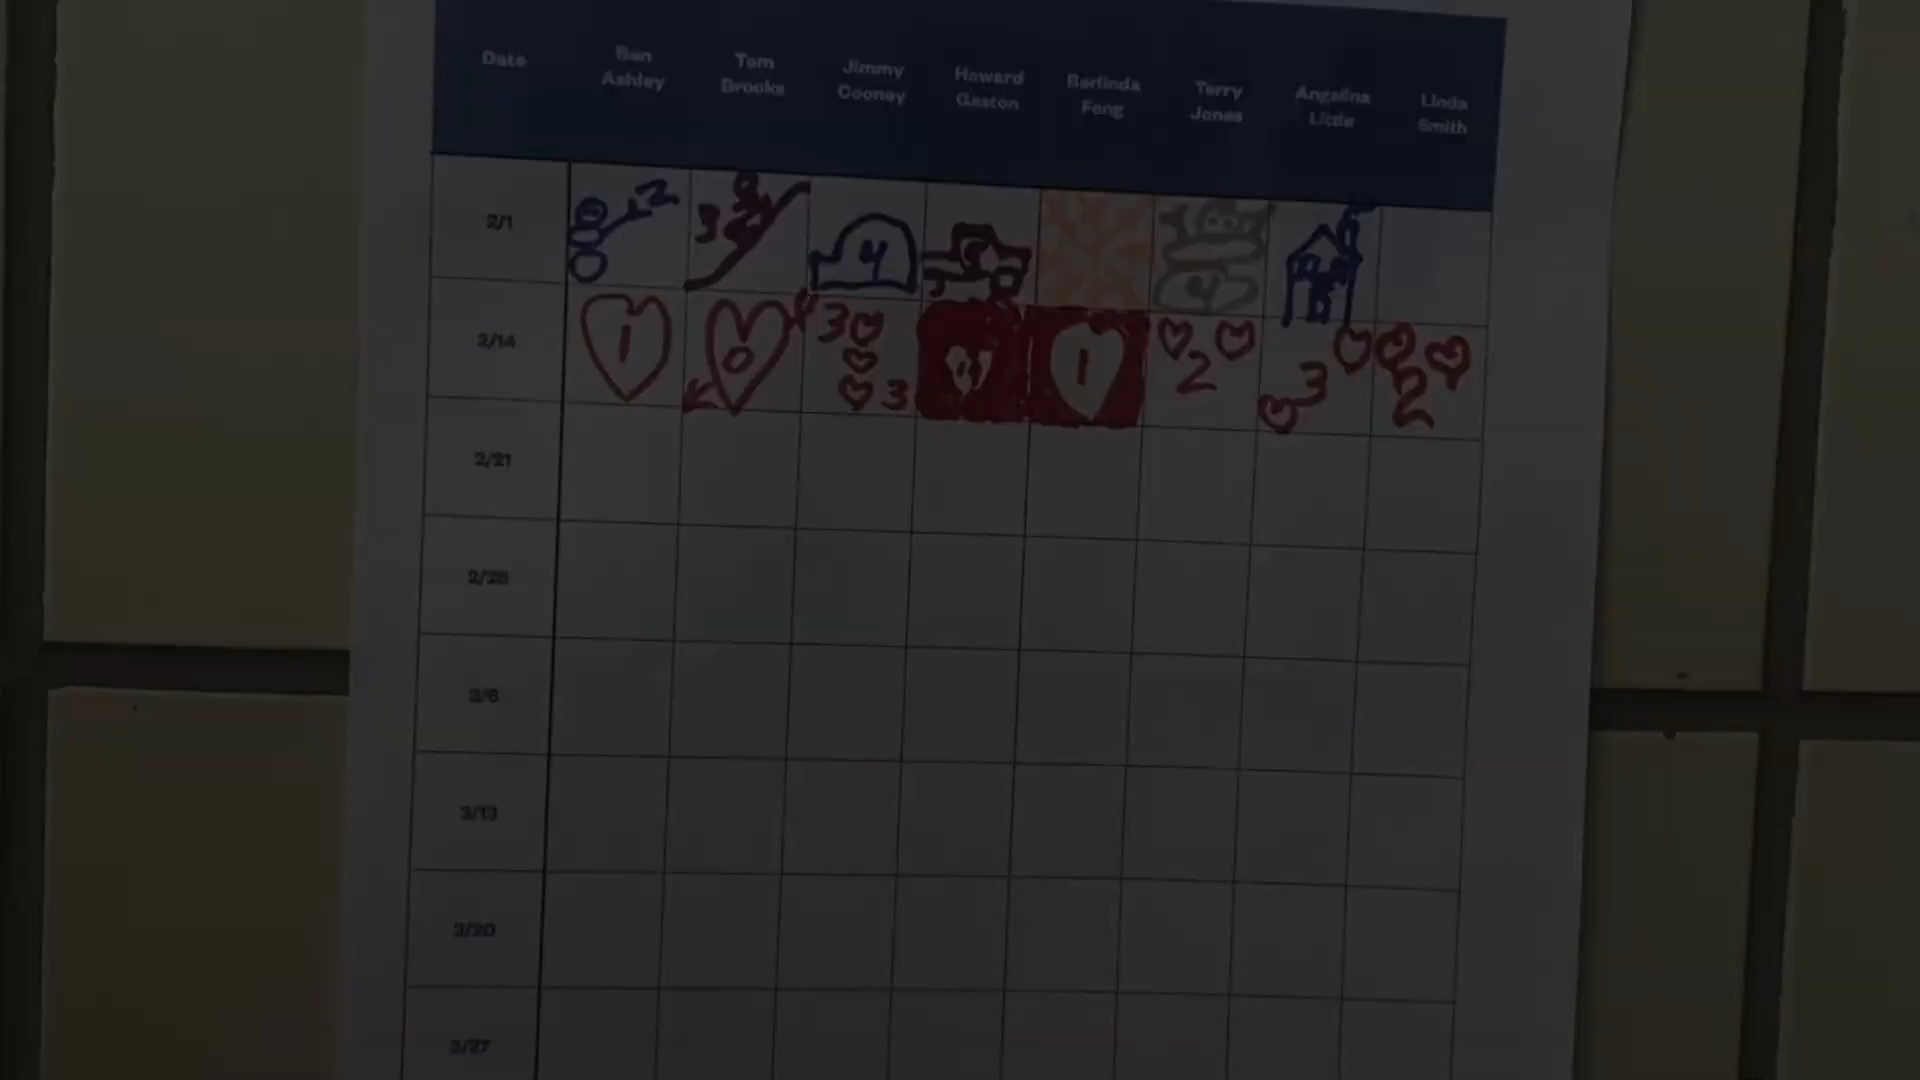 Date Ben Ashley Tom Brooks Jimmy Cooney Howard Gaston Berlinda Fong Terry Jones Angelina Little Linda Smith
2/1 2 3 4 4
2/14 1 0 3 3 1 2 3 2
2/21
2/28
3/6
3/13
3/20
3/27